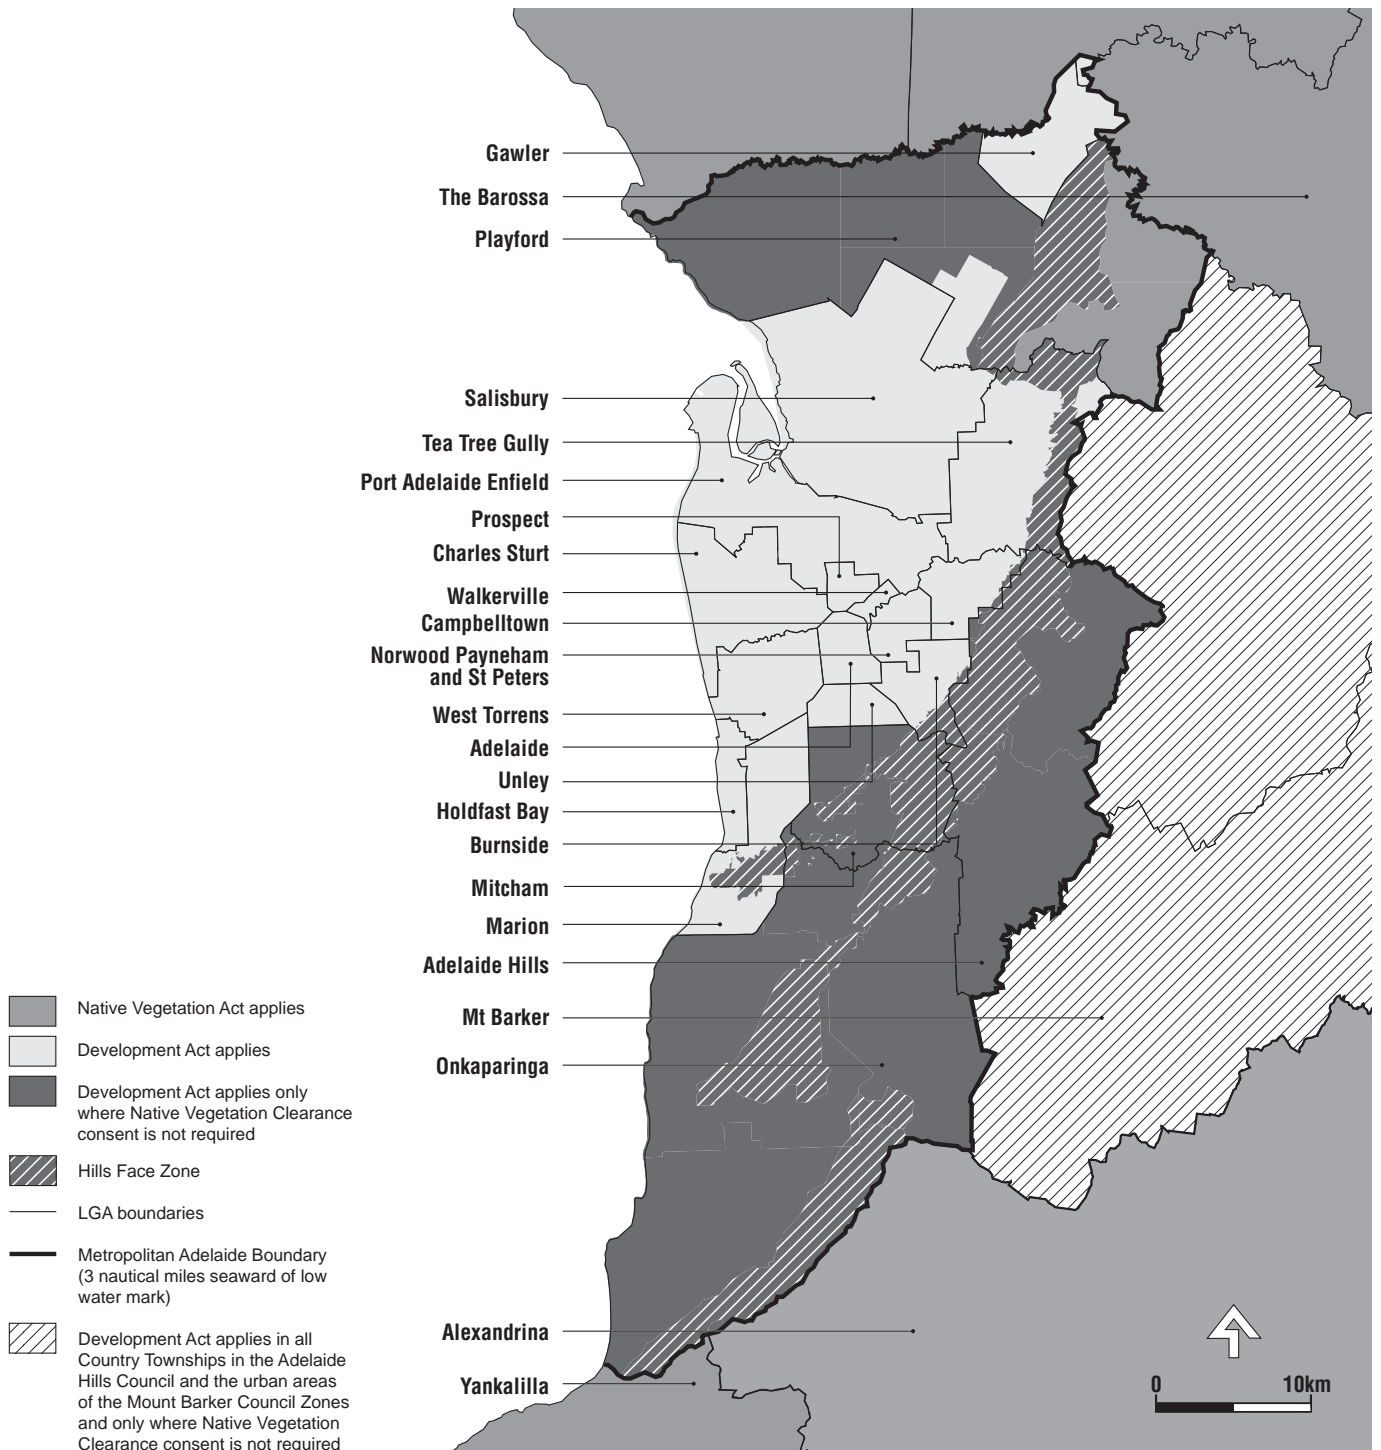 Gawler
The Barossa
Playford
Salisbury
Tea Tree Gully
Port Adelaide Enfield
Prospect
Charles Sturt
Walkerville
Campbelltown
Norwood Payneham
and St Peters
West Torrens
Adelaide
Unley
Holdfast Bay
Burnside
Mitcham
Marion
Adelaide Hills
Mt Barker
Onkaparinga
Alexandrina
Yankalilla
Native Vegetation Act applies
Development Act applies
Development Act applies only
where Native Vegetation Clearance
consent is not required
Hills Face Zone
LGA boundaries
Metropolitan Adelaide Boundary
(3 nautical miles seaward of low
water mark)
Development Act applies in all
Country Townships in the Adelaide
Hills Council and the urban areas
of the Mount Barker Council Zones
and only where Native Vegetation
Clearance consent is not required
0 10km